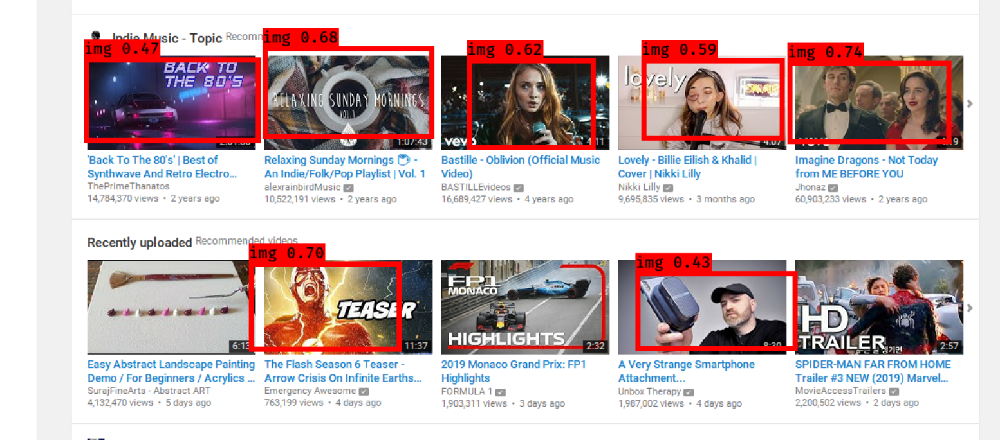 Indie Music - Topic Recomm
img 0.47
img 0.68
img 0.62
img 0.59
img 0.74
BACK TO
THE 80'S
RELAXING SUNDAY MORNINGS
VOL.1
1:07:43
vevo
4:11
lovely
4:07
4:19
'Back To The 80's' | Best of
Synthwave And Retro Electro...
ThePrimeThanatos
14,784,370 views • 2 years ago
Relaxing Sunday Mornings ☕ -
An Indie/Folk/Pop Playlist | Vol. 1
alexrainbirdMusic
10,522,191 views • 2 years ago
Bastille - Oblivion (Official Music
Video)
BASTILLEvideos
16,689,427 views • 4 years ago
Lovely - Billie Eilish & Khalid |
Cover | Nikki Lilly
Nikki Lilly
9,695,835 views • 3 months ago
Imagine Dragons - Not Today
from ME BEFORE YOU
Jhonaz
60,903,233 views • 2 years ago
Recently uploaded Recommended videos
img 0.70
img 0.43
6:13
TEASER
11:37
FP1
MONACO
HIGHLIGHTS
2:32
8:39
HD
TRAILER
2:57
Easy Abstract Landscape Painting
Demo / For Beginners / Acrylics ...
SurajFineArts - Abstract ART
4,132,470 views • 5 days ago
The Flash Season 6 Teaser -
Arrow Crisis On Infinite Earths...
Emergency Awesome
763,199 views • 4 days ago
2019 Monaco Grand Prix: FP1
Highlights
FORMULA 1
1,903,311 views • 3 days ago
A Very Strange Smartphone
Attachment...
Unbox Therapy
1,987,002 views • 4 days ago
SPIDER-MAN FAR FROM HOME
Trailer #3 NEW (2019) Marvel...
MovieAccessTrailers
2,200,502 views • 2 days ago